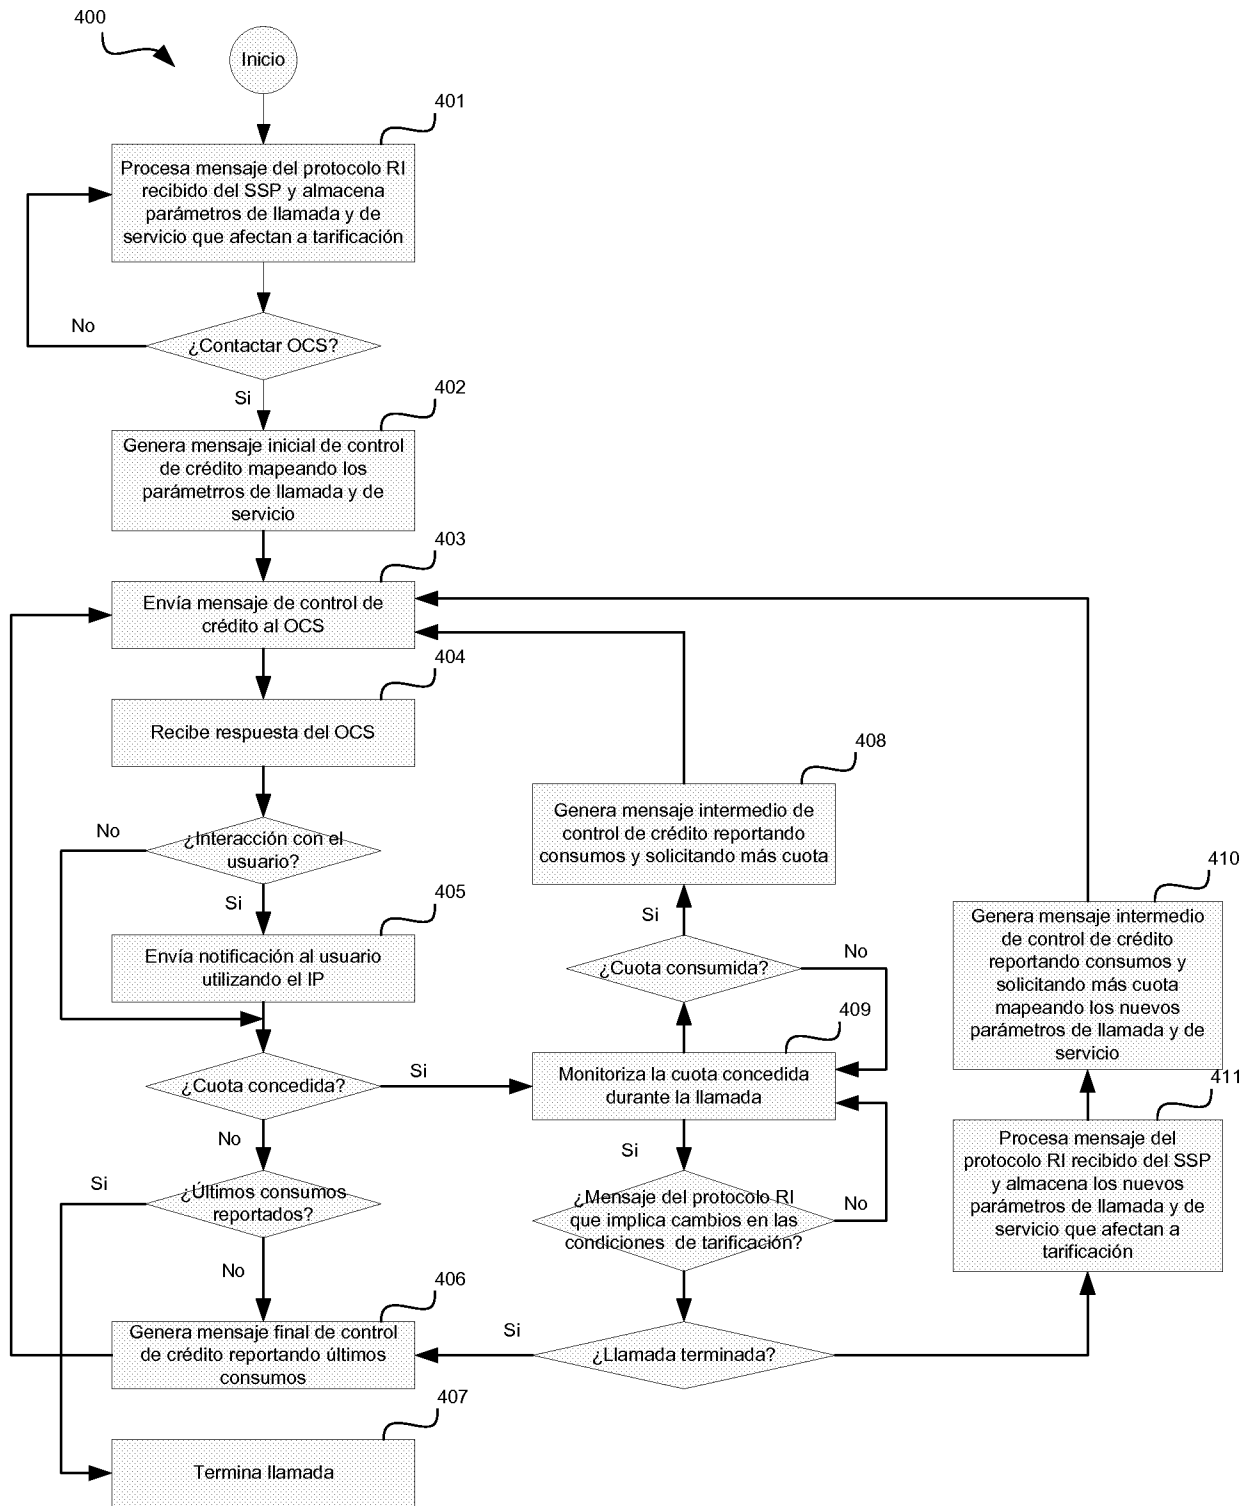 400
Inicio
401
Procesa mensaje del protocolo RI
recibido del SSP y almacena
parámetros de llamada y de
servicio que afectan a tarificación
No
¿Contactar OCS?
Si
402
Genera mensaje inicial de control
de crédito mapeando los
parámetrros de llamada y de
servicio
403
Envía mensaje de control de
crédito al OCS
404
Recibe respuesta del OCS
No
¿Interacción con el
usuario?
Si
405
Envía notificación al usuario
utilizando el IP
¿Cuota concedida?
Si
No
Si
¿Últimos consumos
reportados?
No
406
Genera mensaje final de control
de crédito reportando últimos
consumos
407
Termina llamada
408
Genera mensaje intermedio de
control de crédito reportando
consumos y solicitando más cuota
Si
¿Cuota consumida?
No
409
Monitoriza la cuota concedida
durante la llamada
Si
¿Mensaje del protocolo RI
que implica cambios en las
condiciones de tarificación?
No
Si
¿Llamada terminada?
410
Genera mensaje intermedio
de control de crédito
reportando consumos y
solicitando más cuota
mapeando los nuevos
parámetros de llamada y de
servicio
411
Procesa mensaje del
protocolo RI recibido del SSP
y almacena los nuevos
parámetros de llamada y de
servicio que afectan a
tarificación